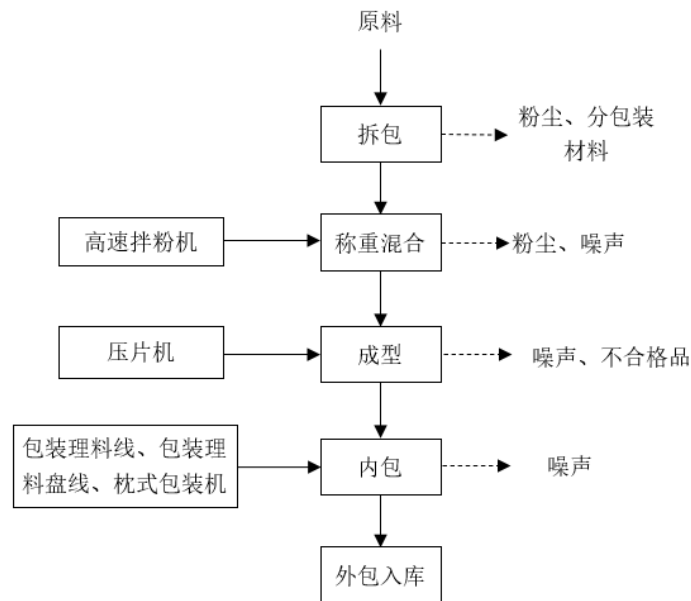 原料
拆包
粉尘、分包装
材料
高速拌粉机
称重混合
粉尘、噪声
压片机
成型
噪声、不合格品
包装理料线、包装理
料盘线、枕式包装机
内包
噪声
外包入库